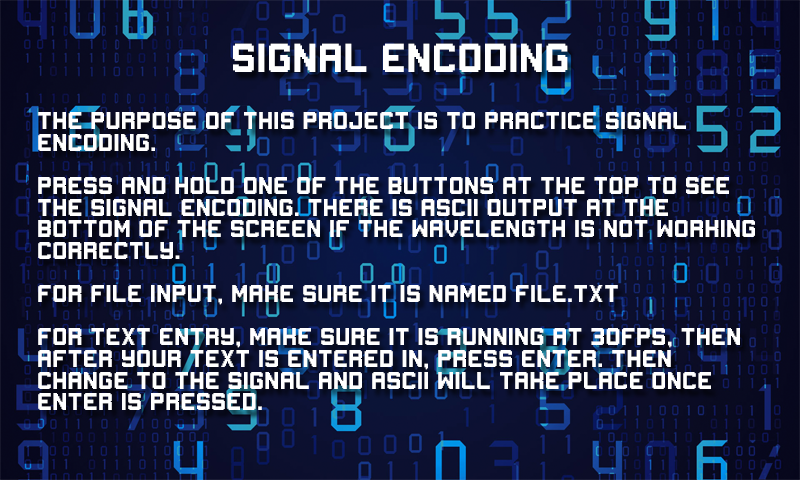 SIGNAL ENCODING
THE PURPOSE OF THIS PROJECT IS TO PRACTICE SIGNAL
ENCODING.
PRESS AND HOLD ONE OF THE BUTTONS AT THE TOP TO SEE
THE SIGNAL ENCODING. THERE IS ASCII OUTPUT AT THE
BOTTOM OF THE SCREEN IF THE WAVELENGTH IS NOT WORKING
CORRECTLY.
FOR FILE INPUT, MAKE SURE IT IS NAMED FILE.TXT
FOR TEXT ENTRY, MAKE SURE IT IS RUNNING AT 30FPS, THEN
AFTER YOUR TEXT IS ENTERED IN, PRESS ENTER. THEN
CHANGE TO THE SIGNAL AND ASCII WILL TAKE PLACE ONCE
ENTER IS PRESSED.